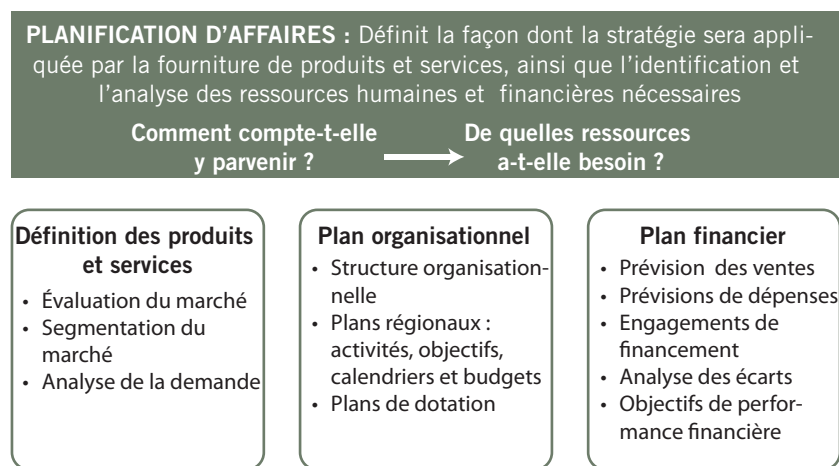 PLANIFICATION D'AFFAIRES : Définit la façon dont la stratégie sera appli-
quée par la fourniture de produits et services, ainsi que l'identification et
l'analyse des ressources humaines et financières nécessaires
Comment compte-t-elle
y parvenir ?
De quelles ressources
a-t-elle besoin ?
Définition des produits
et services
• Évaluation du marché
• Segmentation du
marché
• Analyse de la demande
Plan organisationnel
• Structure organisation-
nelle
• Plans régionaux :
activités, objectifs,
calendriers et budgets
• Plans de dotation
Plan financier
• Prévision des ventes
• Prévisions de dépenses
• Engagements de
financement
• Analyse des écarts
• Objectifs de perfor-
mance financière